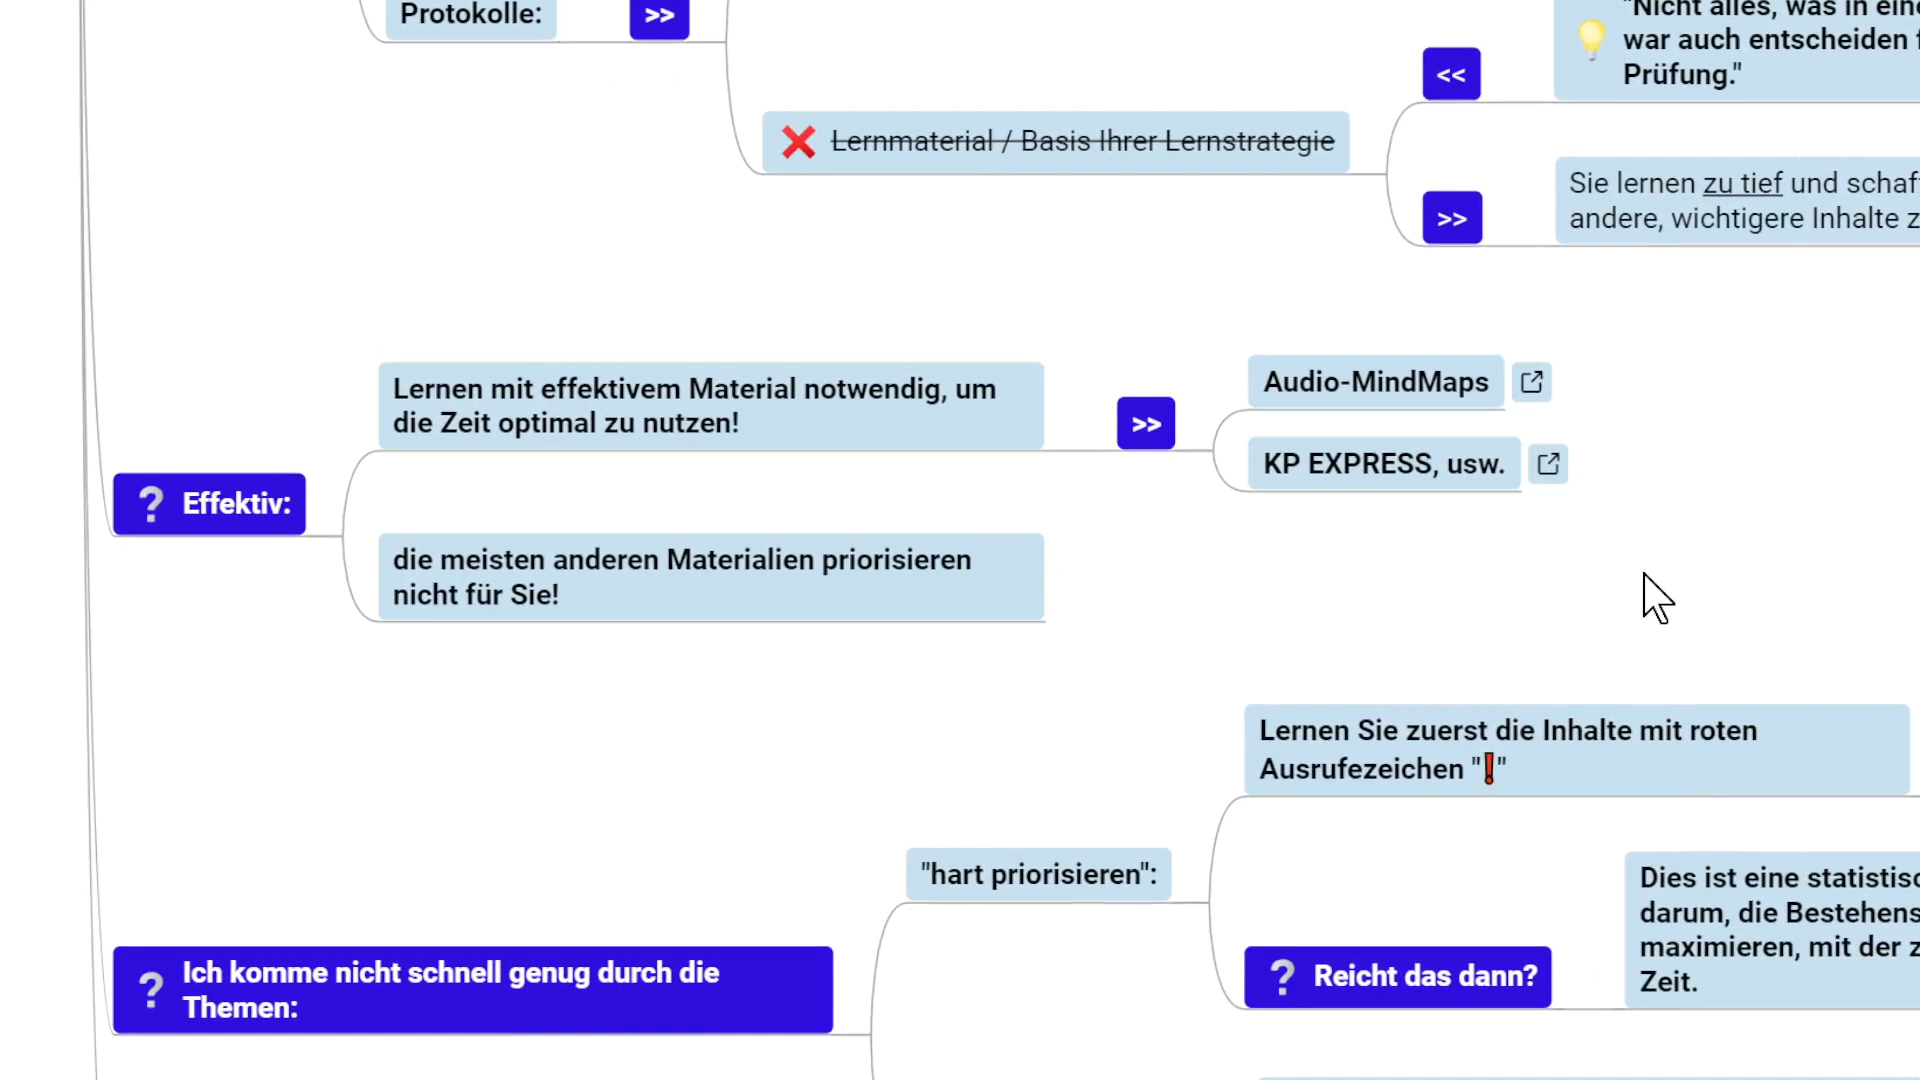 Protokolle:
>>
"Nicht alles, was in
war auch entscheiden
Prüfung."
<<
Lernmaterial / Basis Ihrer Lernstrategie
Sie lernen zu tief und
andere, wichtigere Inhalte
>>
Lernen mit effektivem Material notwendig, um
die Zeit optimal zu nutzen!
>>
Audio-MindMaps
KP EXPRESS, usw.
? Effektiv:
die meisten anderen Materialien priorisieren
nicht für Sie!
Lernen Sie zuerst die Inhalte mit roten
Ausrufezeichen "❗"
"hart priorisieren":
Dies ist eine
darum, die
maximieren, mit der
Zeit.
? Reicht das dann?
? Ich komme nicht schnell genug durch die
Themen: